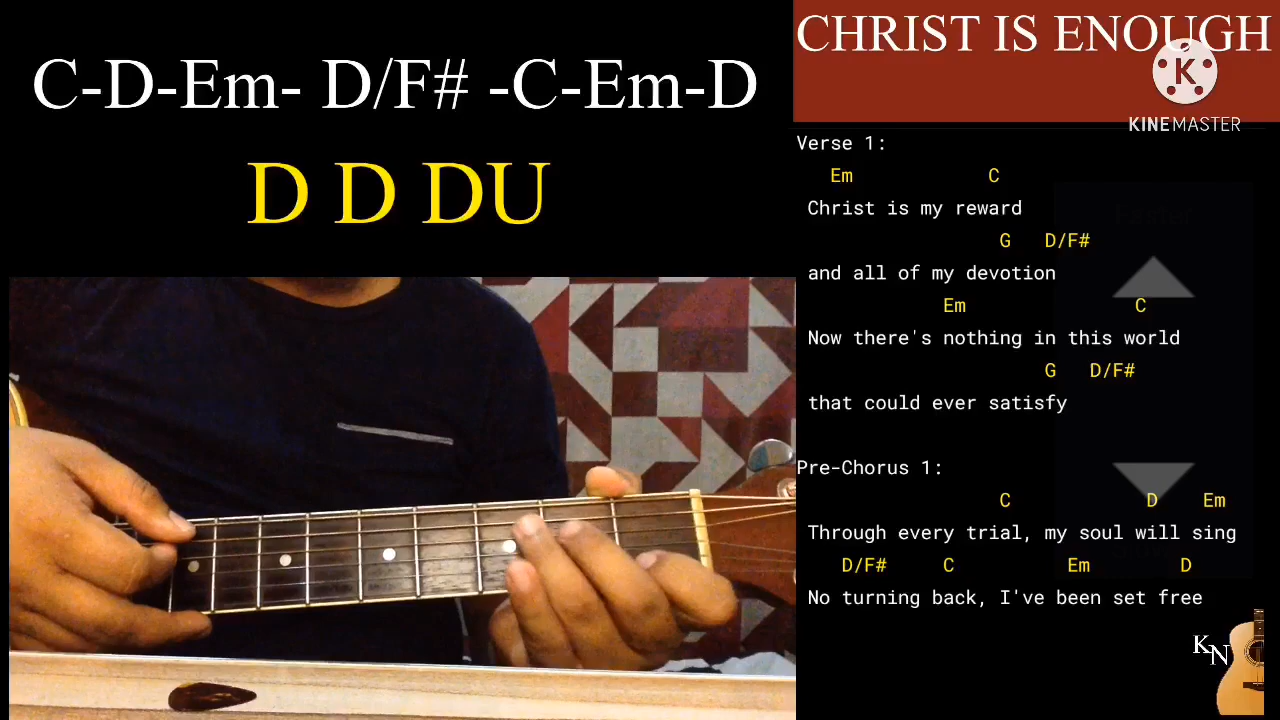 C-D-Em- D/F# -C-Em-D
D D DU
CHRIST IS ENOUGH
K
KINEMASTER
Verse 1:
Em C
Christ is my reward
G D/F#
and all of my devotion
Em C
Now there's nothing in this world
G D/F#
that could ever satisfy
Pre-Chorus 1:
C D Em
Through every trial, my soul will sing
D/F# C Em D
No turning back, I've been set free
KN